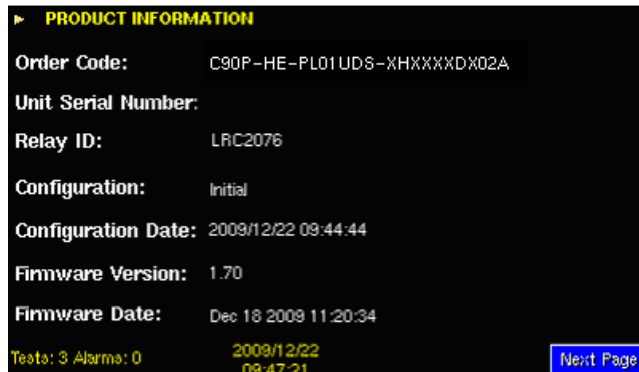 PRODUCT INFORMATION
Order Code: C90P-HE-PL01UDS-XHXXXXDX02A
Unit Serial Number:
Relay ID: LRC2076
Configuration: Initial
Configuration Date: 2009/12/22 09:44:44
Firmware Version: 1.70
Firmware Date: Dec 18 2009 11:20:34
Tests: 3 Alarms: 0 2009/12/22 Next Page
09:47:21